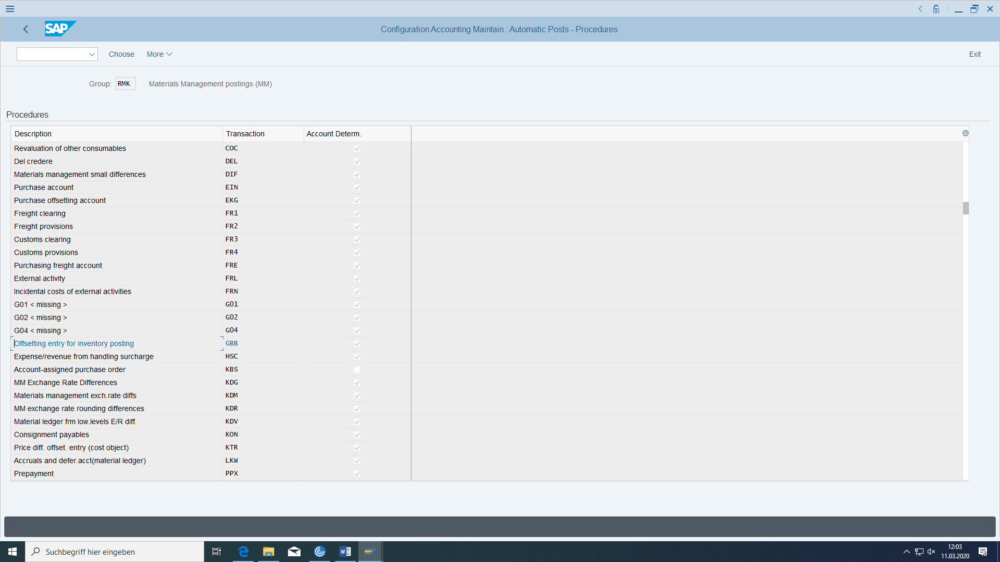 SAP
Configuration Accounting Maintain : Automatic Posts - Procedures
Choose More Exit
Group: RMK Materials Management postings (MM)
Procedures
Description Transaction Account Determ.
Revaluation of other consumables COC
Del credere DEL
Materials management small differences DIF
Purchase account EIN
Purchase offsetting account EKG
Freight clearing FR1
Freight provisions FR2
Customs clearing FR3
Customs provisions FR4
Purchasing freight account FRE
External activity FRL
Incidental costs of external activities FRN
G01 < missing > G01
G02 < missing > G02
G04 < missing > G04
Offsetting entry for inventory posting GBB
Expense/revenue from handling surcharge HSC
Account-assigned purchase order KBS
MM Exchange Rate Differences KDG
Materials management exch.rate diffs KDM
MM exchange rate rounding differences KDR
Material ledger frm low.levels E/R diff. KDV
Consignment payables KON
Price diff. offset. entry (cost object) KTR
Accruals and defer.acct(material ledger) LKW
Prepayment PPX
Suchbegriff hier eingeben
12:03
11.03.2020